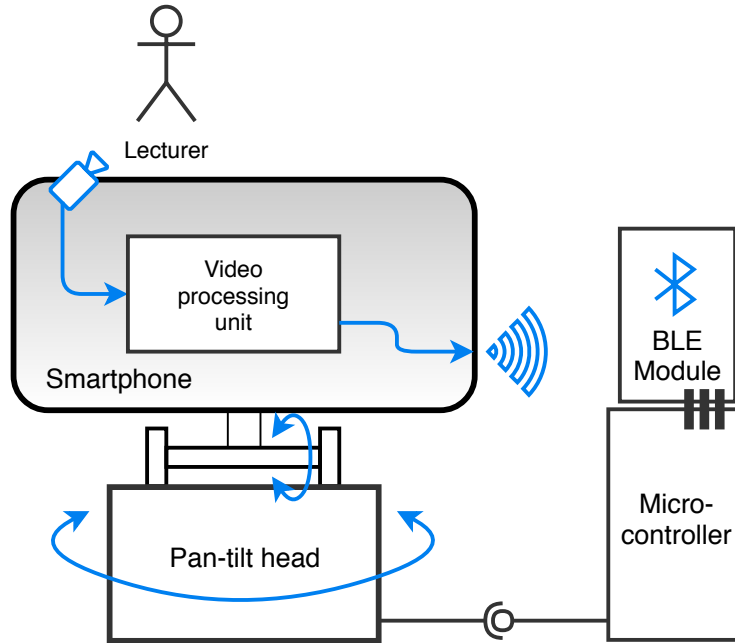 Lecturer
Video
processing
unit
Smartphone
BLE
Module
Micro-
controller
Pan-tilt head